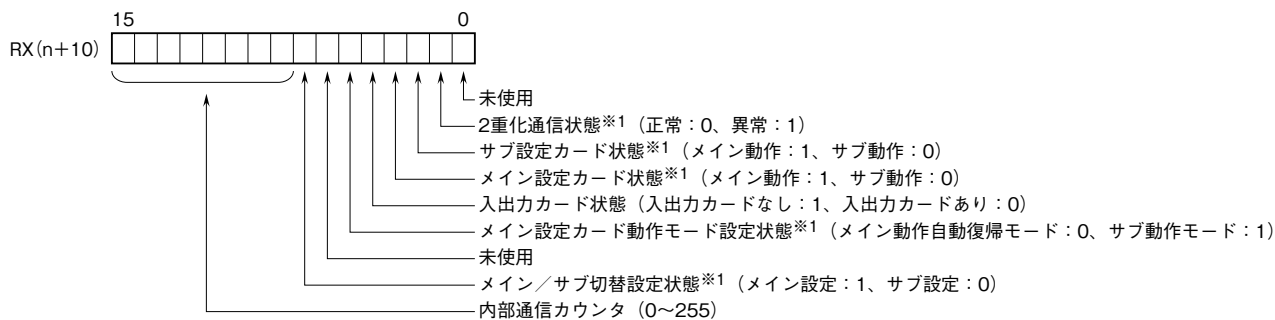 15 0
RX(n+10)
未使用
2重化通信状態※1（正常：0、異常：1）
サブ設定カード状態※1（メイン動作：1、サブ動作：0）
メイン設定カード状態※1（メイン動作：1、サブ動作：0）
入出力カード状態（入出力カードなし：1、入出力カードあり：0）
メイン設定カード動作モード設定状態※1（メイン動作自動復帰モード：0、サブ動作モード：1）
未使用
メイン／サブ切替設定状態※1（メイン設定：1、サブ設定：0）
内部通信カウンタ（0～255）